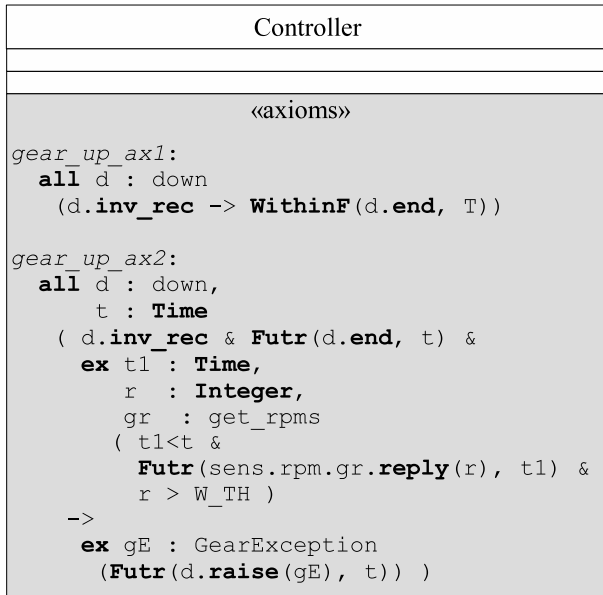 Controller
«axioms»
gear_up_ax1:
all d : down
(d.inv_rec -> WithinF(d.end, T))
gear_up_ax2:
all d : down,
t : Time
( d.inv_rec & Futr(d.end, t) &
ex t1 : Time,
r : Integer,
gr : get_rpms
( t1<t &
Futr(sens.rpm.gr.reply(r), t1) &
r > W_TH )
->
ex gE : GearException
(Futr(d.raise(gE), t)) )